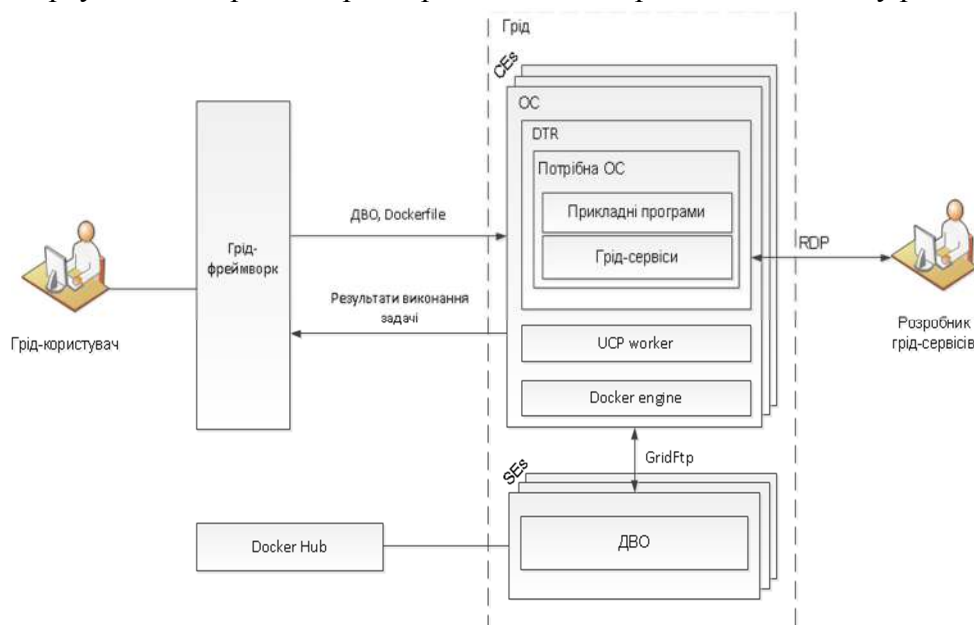 Грід
CEs
ОС
DTR
Потрібна ОС
Прикладні програми
Грід-сервіси
UCP worker
Docker engine
ДВО, Dockerfile
Результати виконання
задачі
Грід-
фреймворк
Грід-користувач
RDP
Розробник
грід-сервісів
GridFtp
SEs
ДВО
Docker Hub